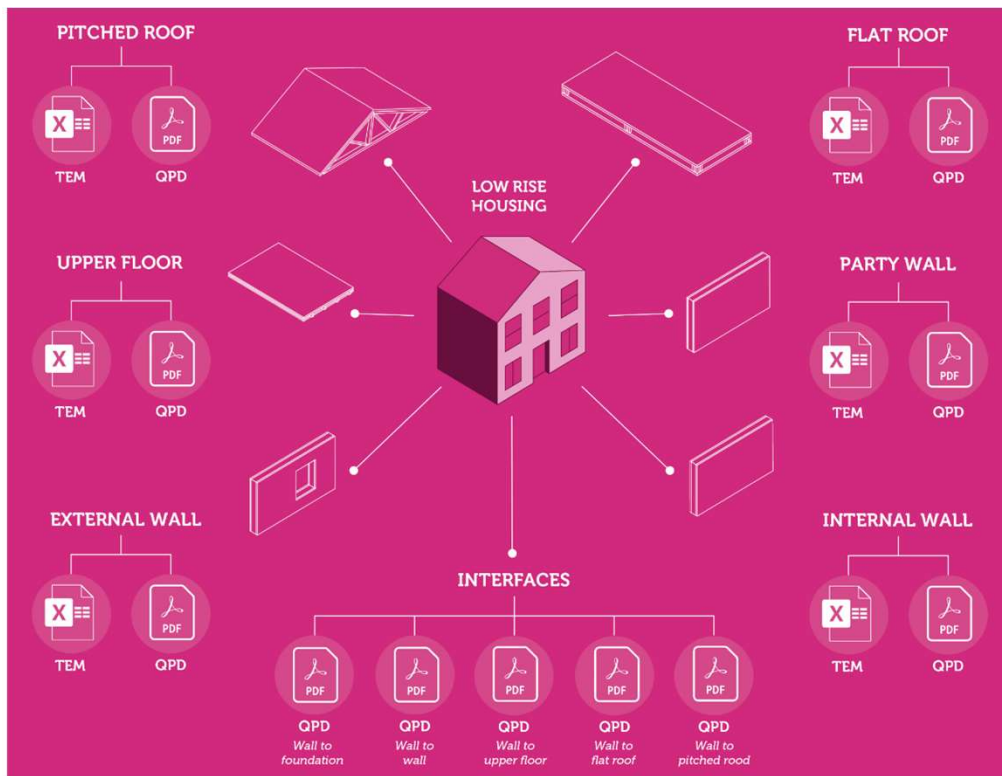 PITCHED ROOF
X
PDF
TEM
QPD
FLAT ROOF
X
PDF
TEM
QPD
LOW RISE
HOUSING
UPPER FLOOR
X
PDF
TEM
QPD
PARTY WALL
X
PDF
TEM
QPD
EXTERNAL WALL
X
PDF
TEM
QPD
INTERNAL WALL
X
PDF
TEM
QPD
INTERFACES
PDF
QPD
Wall to
foundation
PDF
QPD
Wall to
wall
PDF
QPD
Wall to
upper floor
PDF
QPD
Wall to
flat roof
PDF
QPD
Wall to
pitched rood